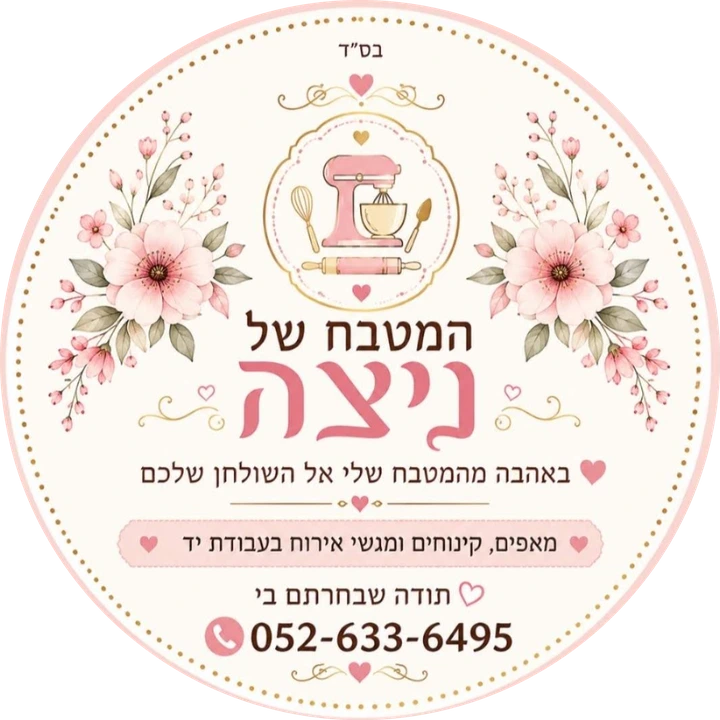 בס״ד
המטבח של
ניצה
באהבה מהמטבח שלי אל השולחן שלכם
מאפים, קינוחים ומגשי אירוח בעבודת יד
תודה שבחרתם בי
052-633-6495